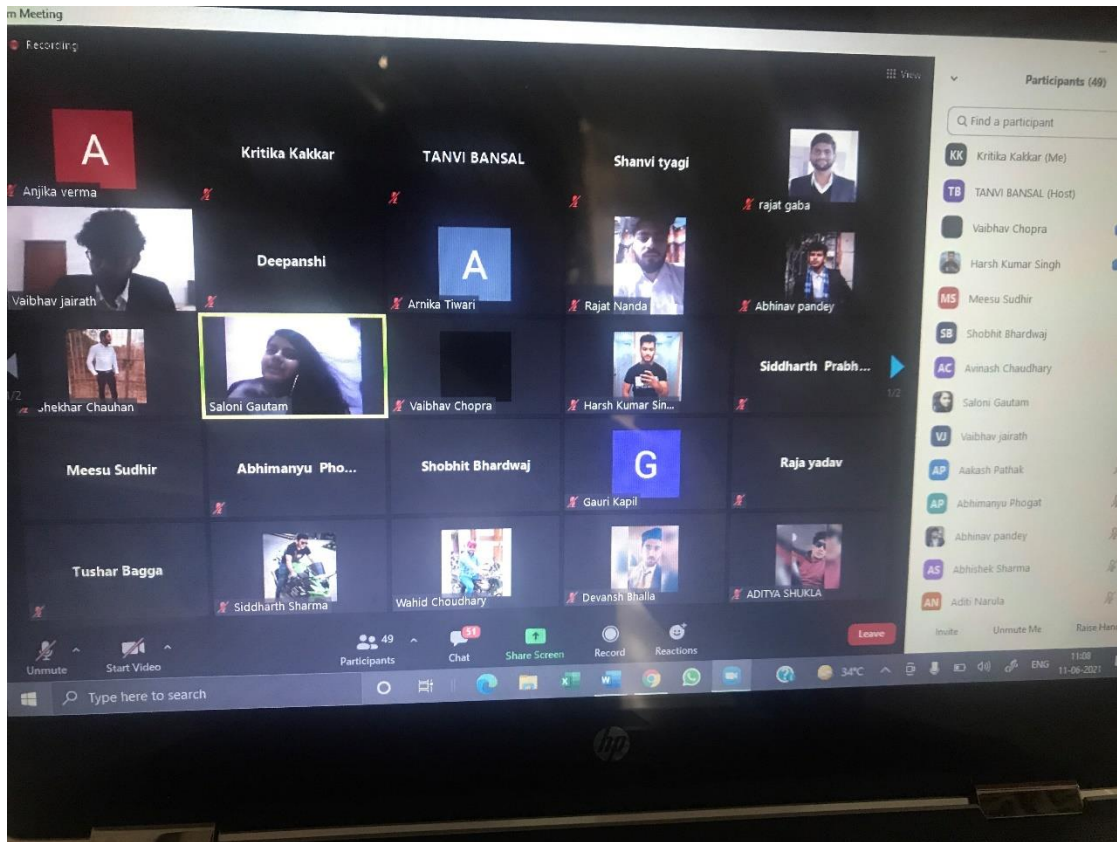 m Meeting
Recording
View
A
Anjika verma
Kritika Kakkar
TANVI BANSAL
Shanvi tyagi
rajat gaba
Vaibhav jairath
Deepanshi
A
Arnika Tiwari
Rajat Nanda
Abhinav pandey
Shekhar Chauhan
Saloni Gautam
Vaibhav Chopra
Harsh Kumar Sin...
Siddharth Prabh...
1/2
1/2
Meesu Sudhir
Abhimanyu Pho...
Shobhit Bhardwaj
G
Gauri Kapil
Raja yadav
Tushar Bagga
Siddharth Sharma
Wahid Choudhary
Devansh Bhalla
ADITYA SHUKLA
Unmute
Start Video
49
Participants
51
Chat
Share Screen
Record
Reactions
Leave
Participants (49)
Find a participant
KK Kritika Kakkar (Me)
TB TANVI BANSAL (Host)
Vaibhav Chopra
Harsh Kumar Singh
MS Meesu Sudhir
SB Shobhit Bhardwaj
AC Avinash Chaudhary
Saloni Gautam
VJ Vaibhav jairath
AP Aakash Pathak
AP Abhimanyu Phogat
Abhinav pandey
AS Abhishek Sharma
AN Aditi Narula
Invite
Unmute Me
Raise Han
Type here to search
34°C
ENG
11:08
11-06-2021
hp